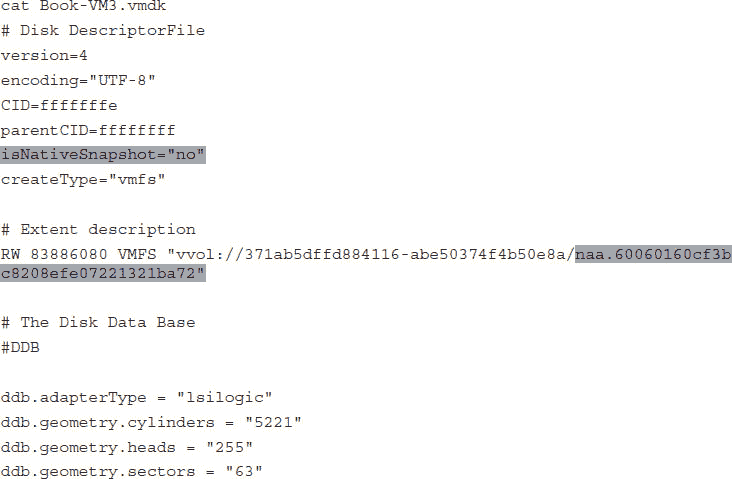 cat Book-VM3.vmdk
# Disk DescriptorFile
version=4
encoding="UTF-8"
CID=fffffffe
parentCID=ffffffff
isNativeSnapshot="no"
createType="vmfs"
# Extent description
RW 83886080 VMFS "vvol://371ab5dffd884116-abe50374f4b50e8a/naa.60060160cf3b
c8208efe07221321ba72"
# The Disk Data Base
#DDB
ddb.adapterType = "lsilogic"
ddb.geometry.cylinders = "5221"
ddb.geometry.heads = "255"
ddb.geometry.sectors = "63"